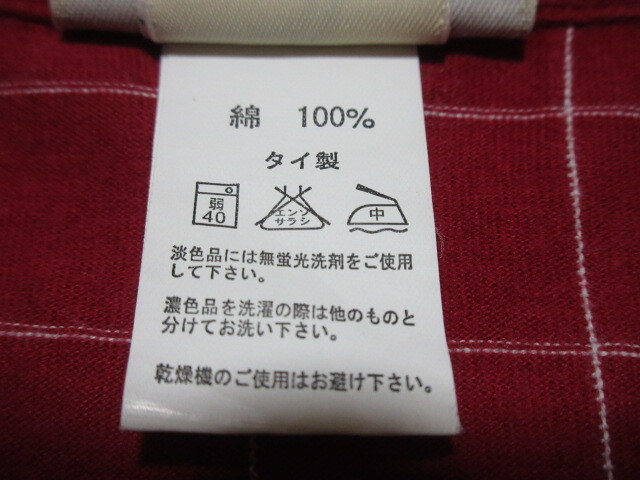 綿 100%
タイ製
弱 エンソ 中
40 サラシ
淡色品には無蛍光洗剤をご使用
して下さい。
濃色品を洗濯の際は他のものと
分けてお洗い下さい。
乾燥機のご使用はお避け下さい。